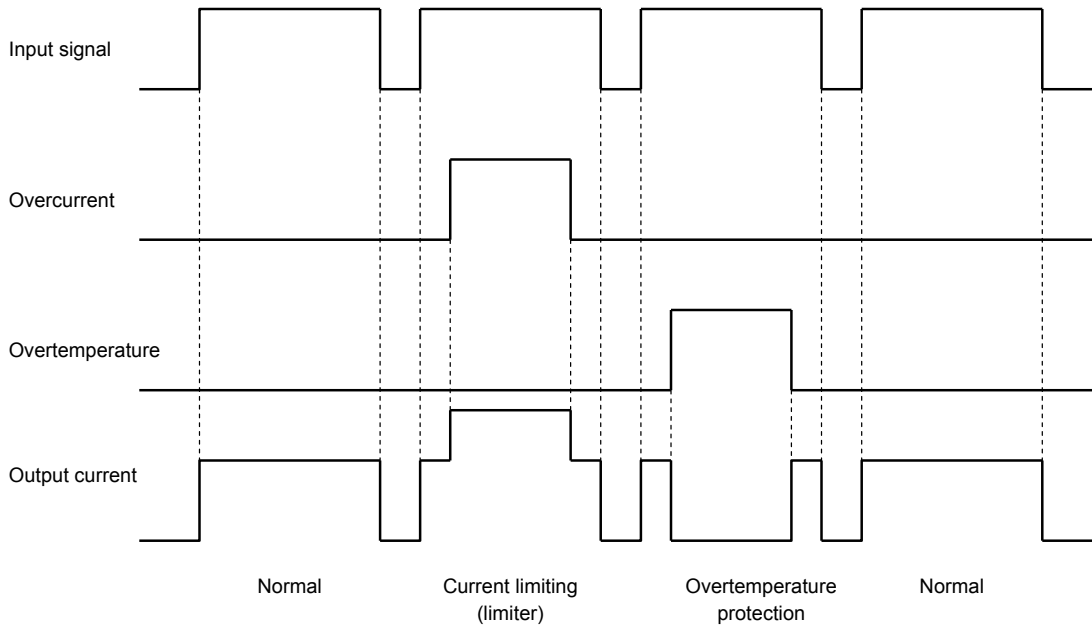 Input signal
Overcurrent
Overtemperature
Output current
Normal
Current limiting
(limiter)
Overtemperature
protection
Normal